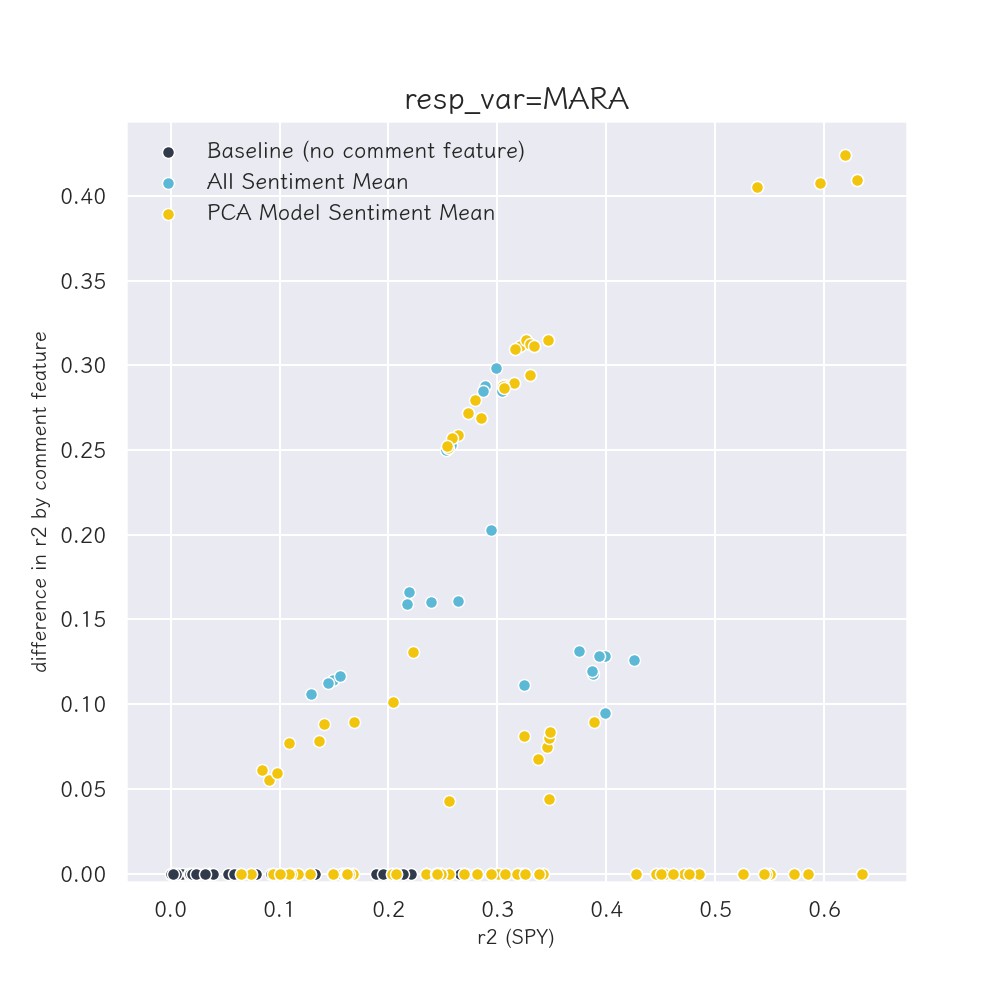 resp_var=MARA
Baseline (no comment feature)
All Sentiment Mean
PCA Model Sentiment Mean
difference in r2 by comment feature
0.40
0.35
0.30
0.25
0.20
0.15
0.10
0.05
0.00
0.0 0.1 0.2 0.3 0.4 0.5 0.6
r2 (SPY)